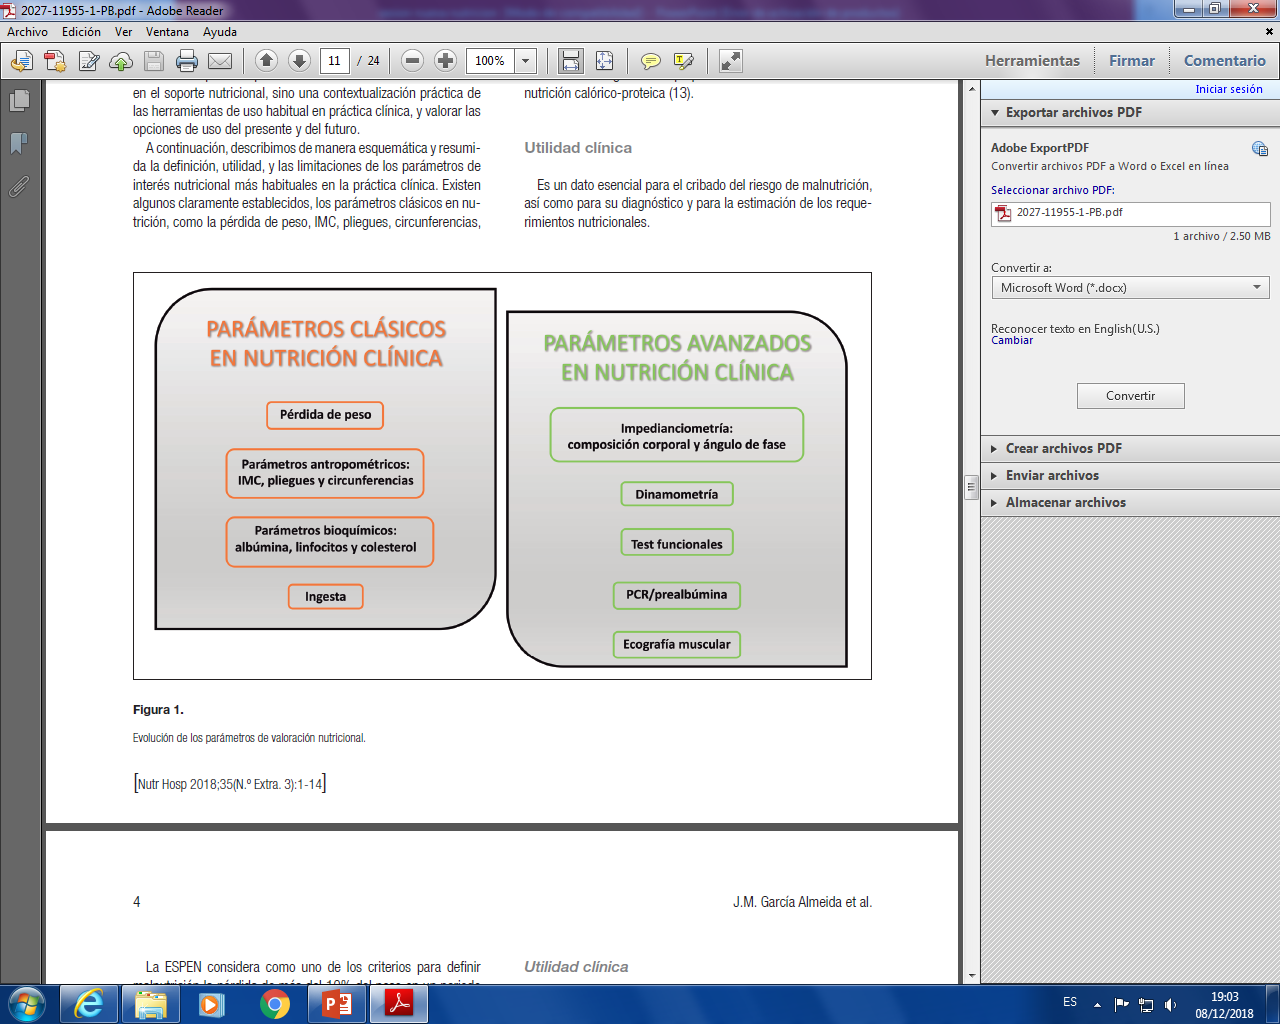 2027-11955-1-PB.pdf - Adobe Reader
Archivo Edición Ver Ventana Ayuda
11 / 24 100% Herramientas Firmar Comentario
en el soporte nutricional, sino una contextualización práctica de
las herramientas de uso habitual en práctica clínica, y valorar las
opciones de uso del presente y del futuro.
A continuación, describimos de manera esquemática y resumi-
da la definición, utilidad, y las limitaciones de los parámetros de
interés nutricional más habituales en la práctica clínica. Existen
algunos claramente establecidos, los parámetros clásicos en nu-
trición, como la pérdida de peso, IMC, pliegues, circunferencias,
nutrición calórico-proteica (13).
Utilidad clínica
Es un dato esencial para el cribado del riesgo de malnutrición,
así como para su diagnóstico y para la estimación de los reque-
rimientos nutricionales.
PARÁMETROS CLÁSICOS
EN NUTRICIÓN CLÍNICA
Pérdida de peso
Parámetros antropométricos:
IMC, pliegues y circunferencias
Parámetros bioquímicos:
albúmina, linfocitos y colesterol
Ingesta
PARÁMETROS AVANZADOS
EN NUTRICIÓN CLÍNICA
Impedianciometría:
composición corporal y ángulo de fase
Dinamometría
Test funcionales
PCR/prealbúmina
Ecografía muscular
Figura 1.
Evolución de los parámetros de valoración nutricional.
[Nutr Hosp 2018;35(N.º Extra. 3):1-14]
4
J.M. García Almeida et al.
La ESPEN considera como uno de los criterios para definir
malnutrición la pérdida de más del 10% del peso en un periodo
Utilidad clínica
Iniciar sesión
Exportar archivos PDF
Adobe ExportPDF
Convertir archivos PDF a Word o Excel en línea
Seleccionar archivo PDF:
2027-11955-1-PB.pdf
1 archivo / 2.50 MB
Convertir a:
Microsoft Word (*.docx)
Reconocer texto en English(U.S.)
Cambiar
Convertir
Crear archivos PDF
Enviar archivos
Almacenar archivos
ES
19:03
08/12/2018